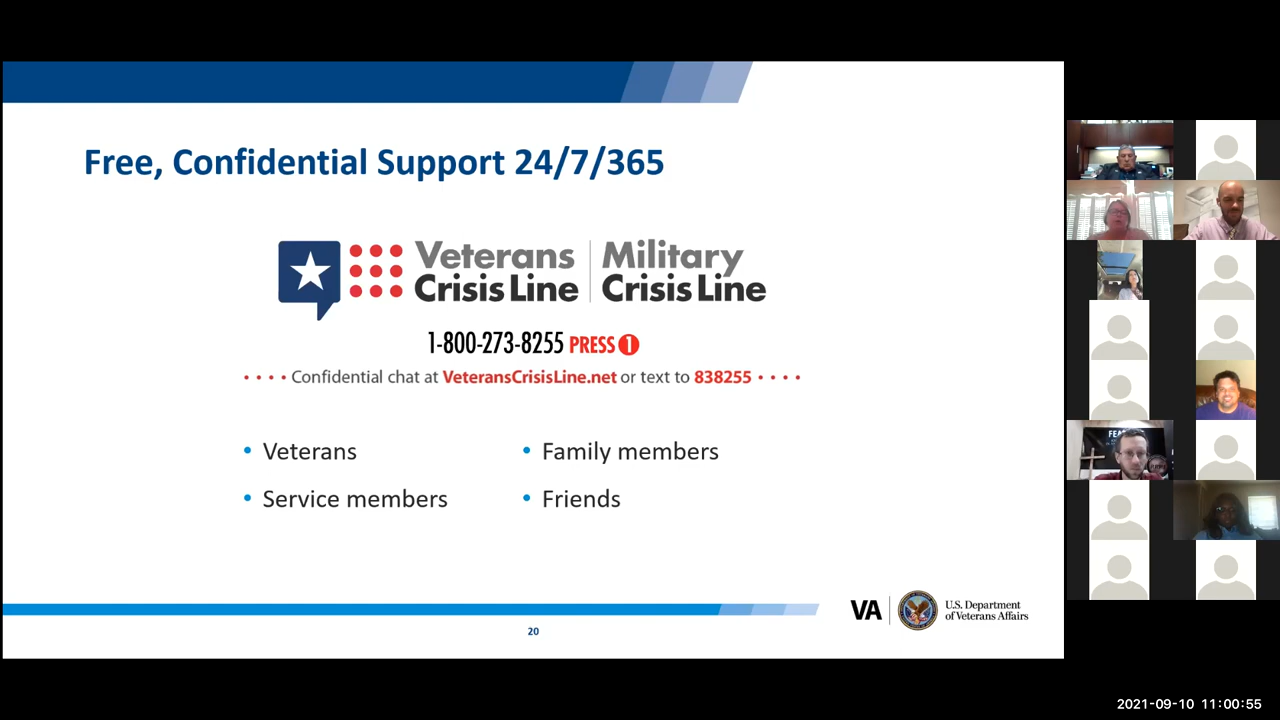 Free, Confidential Support 24/7/365
Veterans Crisis Line
Military Crisis Line
1-800-273-8255 PRESS 1
• • • • Confidential chat at VeteransCrisisLine.net or text to 838255 • • • •
• Veterans
• Service members
• Family members
• Friends
VA
U.S. Department
of Veterans Affairs
20
2021-09-10 11:00:55